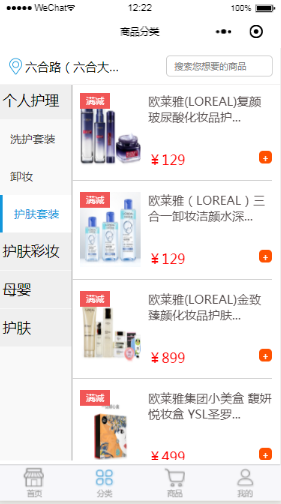 WeChat
12:22
100%
商品分类
六合路（六合大...
搜索您想要的商品
个人护理
洗护套装
卸妆
护肤套装
护肤彩妆
母婴
护肤
满减
欧莱雅(LOREAL)复颜
玻尿酸化妆品护...
￥129
满减
欧莱雅（LOREAL）三
合一卸妆洁颜水深...
￥129
满减
欧莱雅(LOREAL)金致
臻颜化妆品护肤...
￥899
满减
欧莱雅集团小美盒 馥妍
悦妆盒 YSL圣罗...
￥499
首页
分类
商品
我的